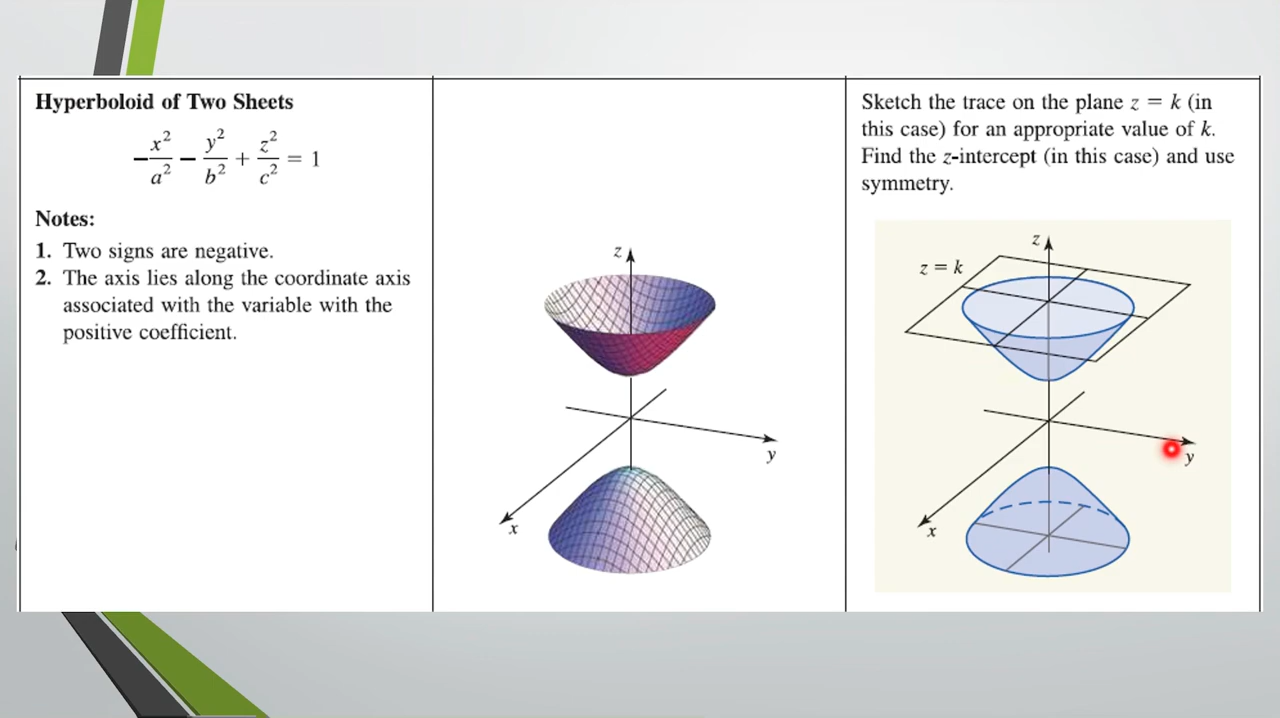 Hyperboloid of Two Sheets
−x²/a² − y²/b² + z²/c² = 1
Notes:
1. Two signs are negative.
2. The axis lies along the coordinate axis
associated with the variable with the
positive coefficient.
z
y
x
Sketch the trace on the plane z = k (in
this case) for an appropriate value of k.
Find the z-intercept (in this case) and use
symmetry.
z
z = k
y
x